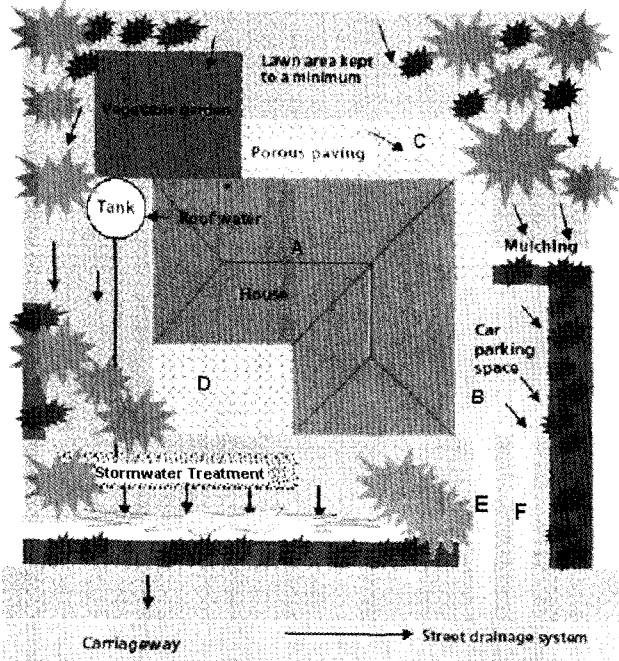 Lawn area kept
to a minimum
Vegetable garden
Porous paving
C
Tank
Roof water
A
House
Mulching
Car
parking
space
D
B
Stormwater Treatment
E
F
Carriageway
Street drainage system